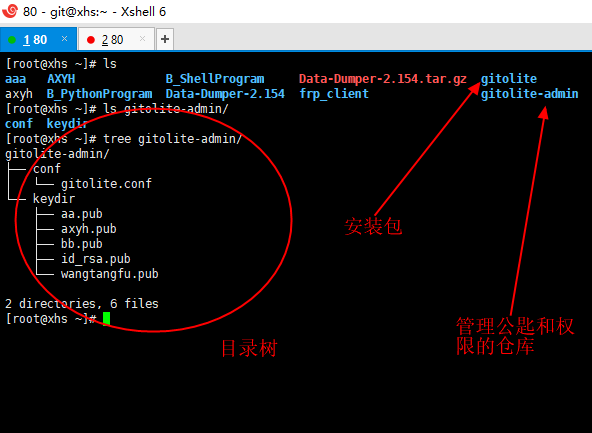 80 - git@xhs:~ - Xshell 6
1 80 × 2 80 × +
[root@xhs ~]# ls
aaa AXYH B_ShellProgram Data-Dumper-2.154.tar.gz gitolite
axyh B_PythonProgram Data-Dumper-2.154 frp_client gitolite-admin
[root@xhs ~]# ls gitolite-admin/
conf keydir
[root@xhs ~]# tree gitolite-admin/
gitolite-admin/
├── conf
│   └── gitolite.conf
└── keydir
    ├── aa.pub
    ├── axyh.pub
    ├── bb.pub
    ├── id_rsa.pub
    └── wangtangfu.pub
2 directories, 6 files
[root@xhs ~]#
安装包
管理公匙和权
限的仓库
目录树